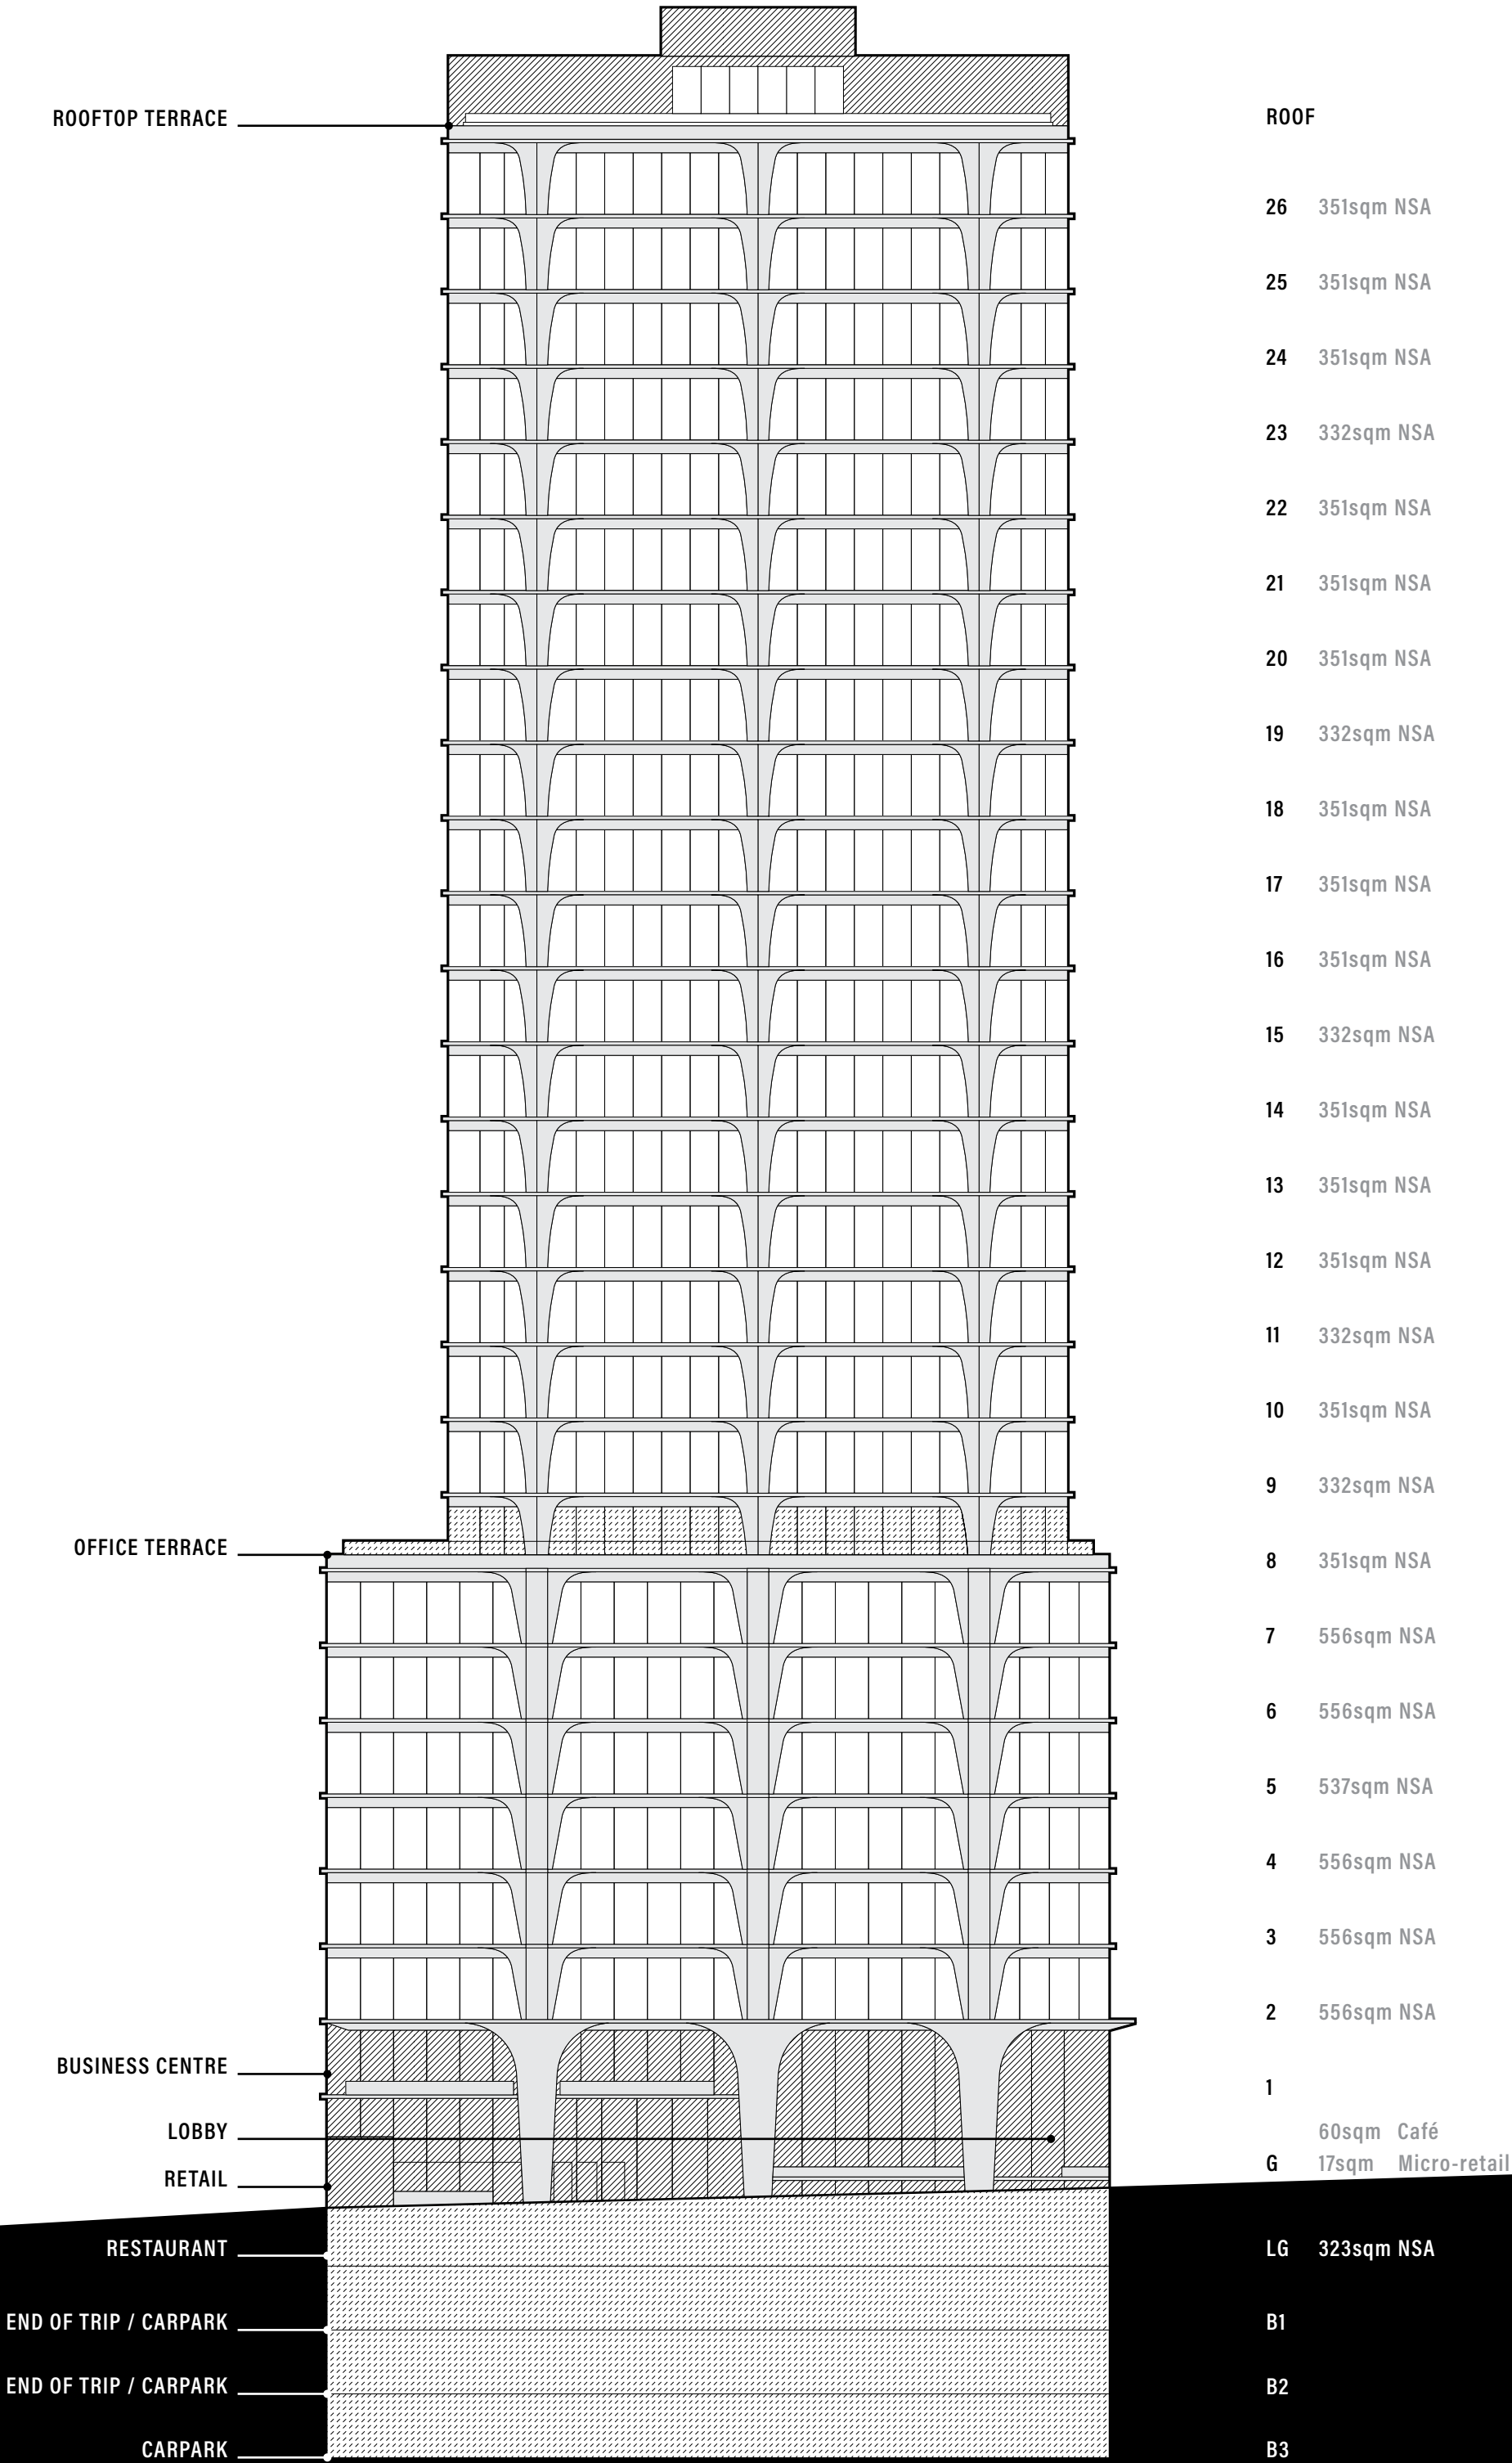 ROOFTOP TERRACE ROOF
26 351sqm NSA
25 351sqm NSA
24 351sqm NSA
23 332sqm NSA
22 351sqm NSA
21 351sqm NSA
20 351sqm NSA
19 332sqm NSA
18 351sqm NSA
17 351sqm NSA
16 351sqm NSA
15 332sqm NSA
14 351sqm NSA
13 351sqm NSA
12 351sqm NSA
11 332sqm NSA
10 351sqm NSA
9 332sqm NSA
OFFICE TERRACE
8 351sqm NSA
7 556sqm NSA
6 556sqm NSA
5 537sqm NSA
4 556sqm NSA
3 556sqm NSA
2 556sqm NSA
BUSINESS CENTRE
1
LOBBY 60sqm Café
G 17sqm Micro-retail
RETAIL
RESTAURANT LG 323sqm NSA
END OF TRIP / CARPARK B1
END OF TRIP / CARPARK B2
CARPARK B3